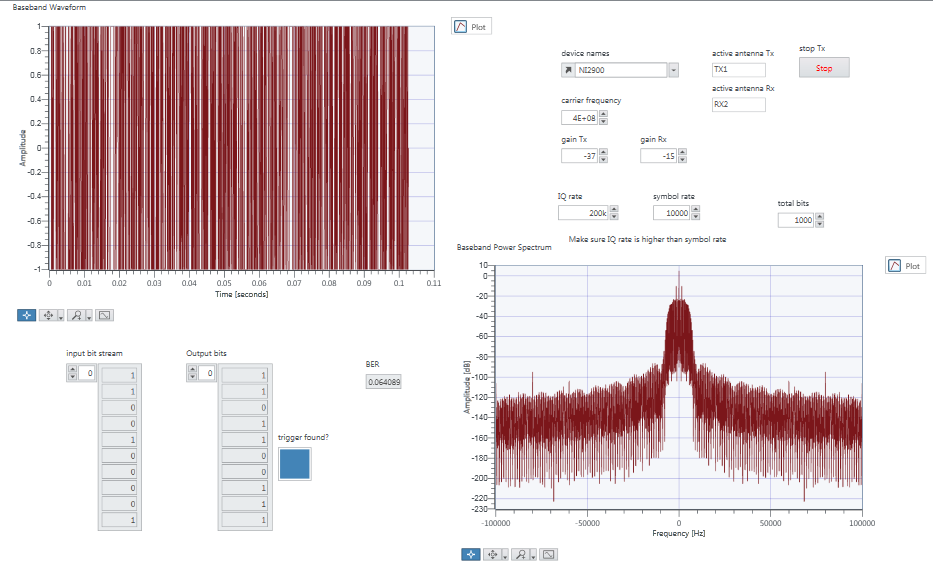 Baseband Waveform
Plot
1
0.8
0.6
0.4
0.2
0
-0.2
-0.4
-0.6
-0.8
-1
Amplitude
0 0.01 0.02 0.03 0.04 0.05 0.06 0.07 0.08 0.09 0.1 0.11
Time [seconds]
device names
NI2900
active antenna Tx
TX1
stop Tx
Stop
active antenna Rx
RX2
carrier frequency
4E+08
gain Tx
-37
gain Rx
-15
IQ rate
200k
symbol rate
10000
total bits
1000
Make sure IQ rate is higher than symbol rate
Baseband Power Spectrum
Plot
10
0
-20
-40
-60
-80
-100
-120
-140
-160
-180
-200
-220
-230
Amplitude [dB]
-100000 -50000 0 50000 100000
Frequency [Hz]
input bit stream
0
1
1
0
0
1
0
0
0
0
1
Output bits
0
1
1
0
0
1
0
0
0
1
1
BER
0.064089
trigger found?